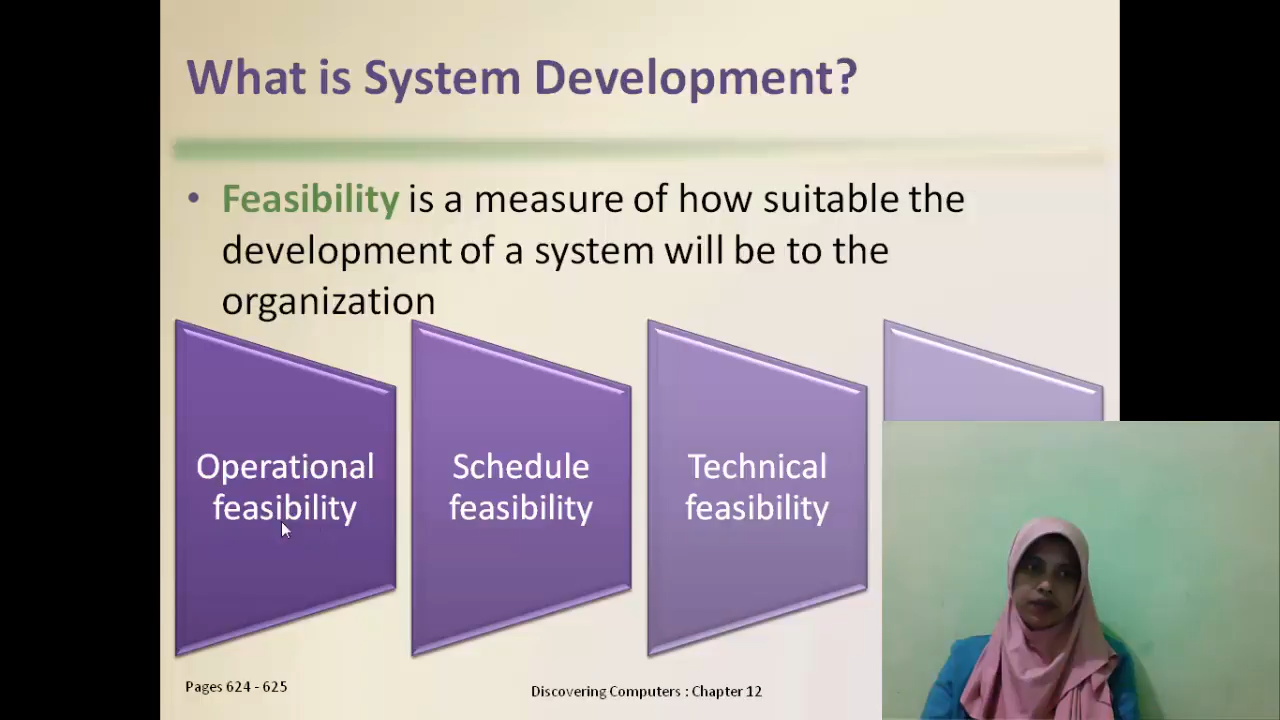 What is System Development?
• Feasibility is a measure of how suitable the
development of a system will be to the
organization
Operational
feasibility
Schedule
feasibility
Technical
feasibility
Pages 624 - 625
Discovering Computers : Chapter 12